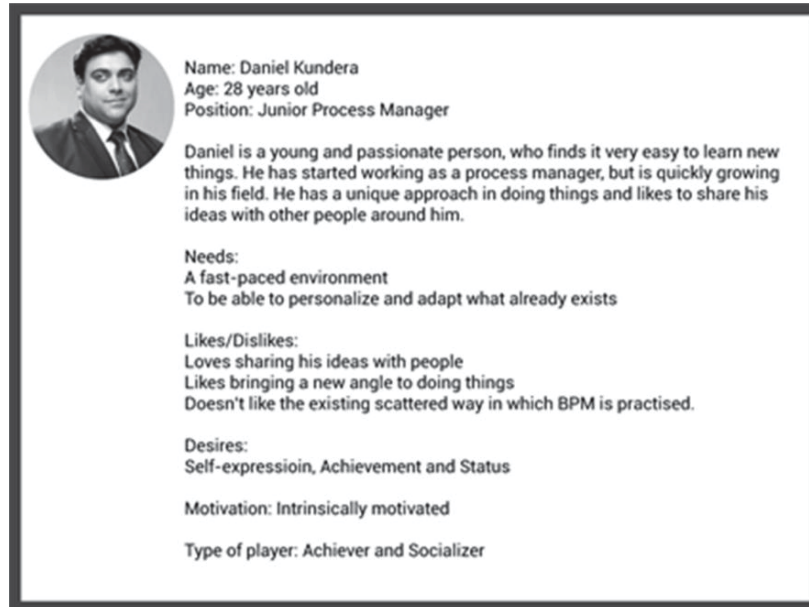 Name: Daniel Kundera
Age: 28 years old
Position: Junior Process Manager
Daniel is a young and passionate person, who finds it very easy to learn new
things. He has started working as a process manager, but is quickly growing
in his field. He has a unique approach in doing things and likes to share his
ideas with other people around him.
Needs:
A fast-paced environment
To be able to personalize and adapt what already exists
Likes/Dislikes:
Loves sharing his ideas with people
Likes bringing a new angle to doing things
Doesn't like the existing scattered way in which BPM is practised.
Desires:
Self-expressioin, Achievement and Status
Motivation: Intrinsically motivated
Type of player: Achiever and Socializer